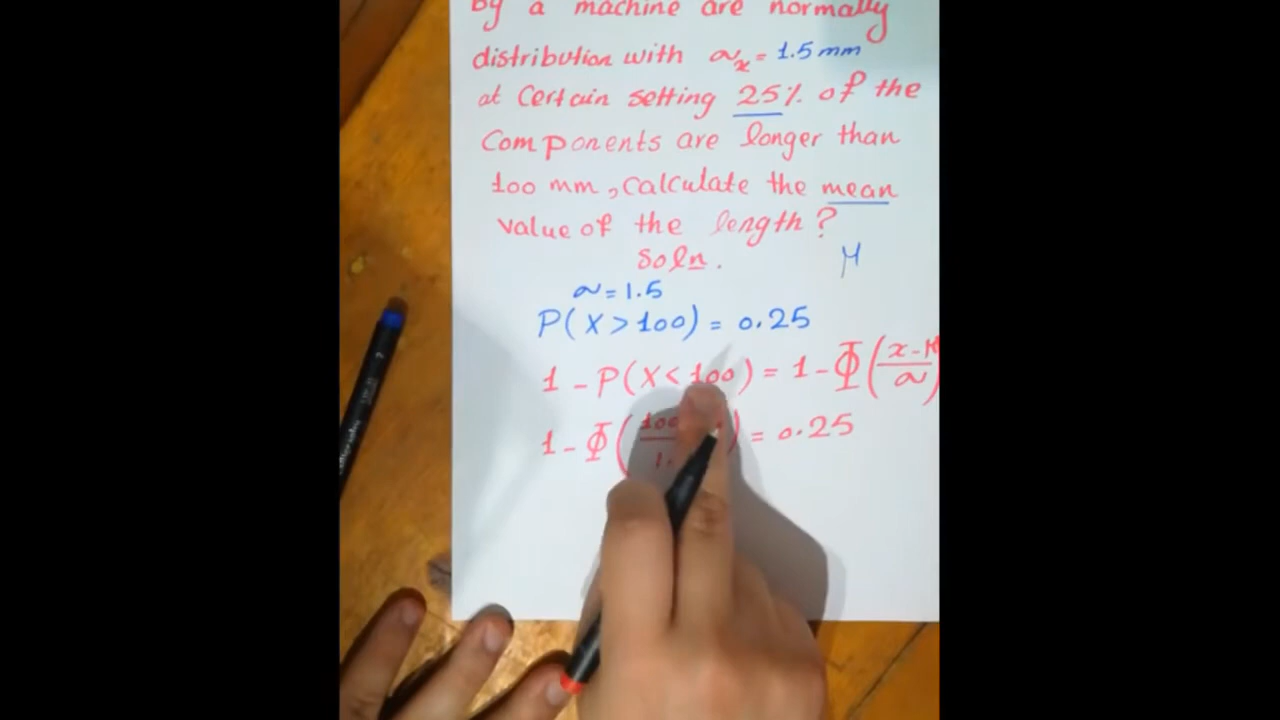 By a machine are normally
distribution with σₓ = 1.5 mm
at Certain setting 25% of the
Components are longer than
100 mm, calculate the mean
value of the length?
Soln.
μ
σ = 1.5
P(X > 100) = 0.25
1 - P(X < 100) = 1 - Φ(x - μ / σ)
1 - Φ( 100 ) = 0.25